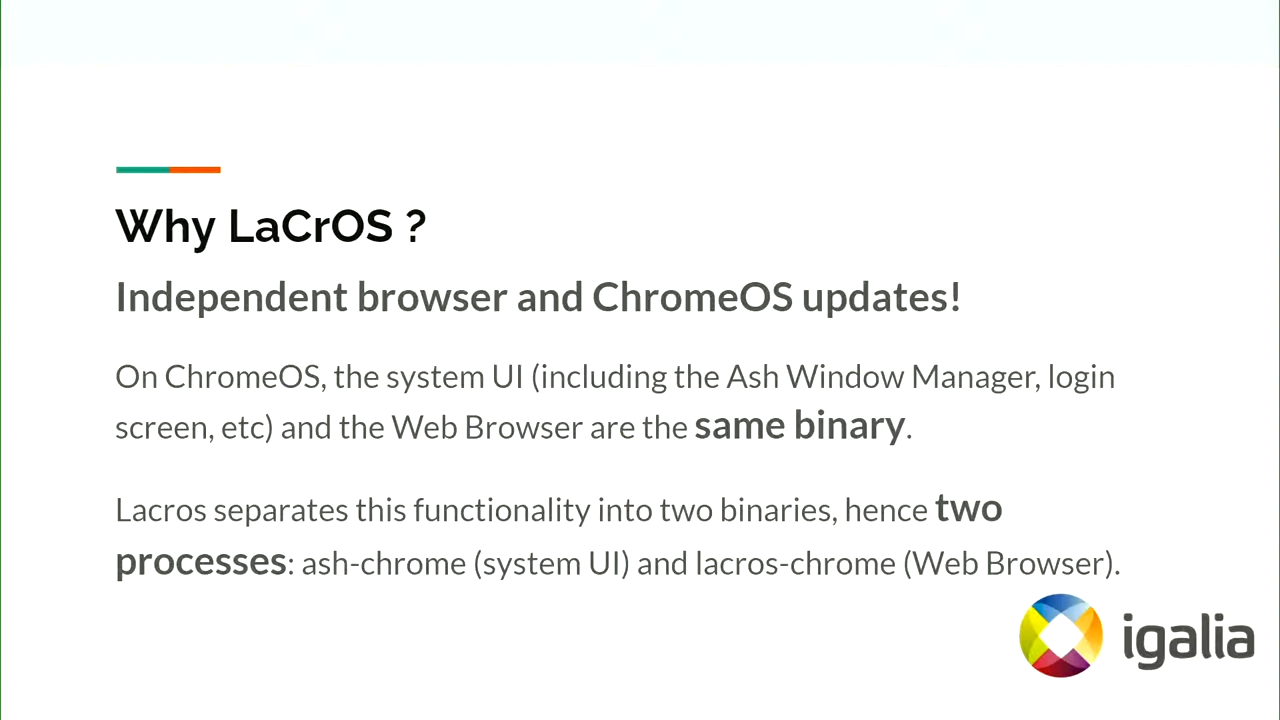 Why LaCrOS ?
Independent browser and ChromeOS updates!
On ChromeOS, the system UI (including the Ash Window Manager, login
screen, etc) and the Web Browser are the same binary.
Lacros separates this functionality into two binaries, hence two
processes: ash-chrome (system UI) and lacros-chrome (Web Browser).
igalia